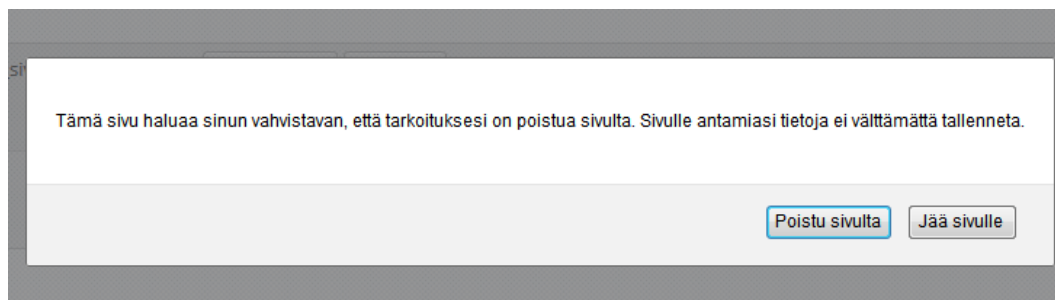 si
Tämä sivu haluaa sinun vahvistavan, että tarkoituksesi on poistua sivulta. Sivulle antamiasi tietoja ei välttämättä tallenneta.
Poistu sivulta
Jää sivulle